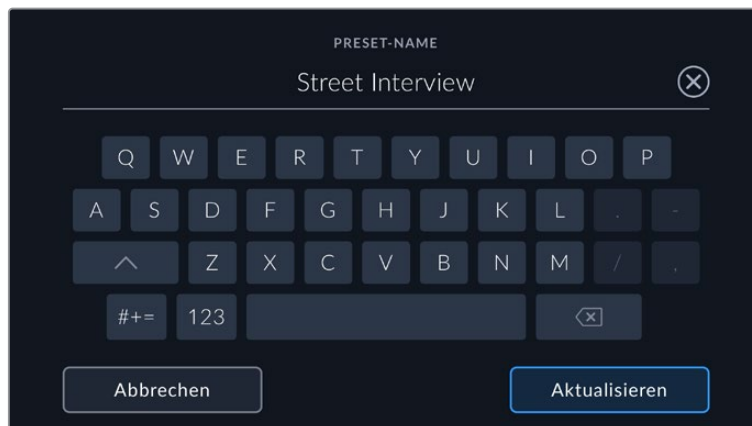 PRESET-NAME
Street Interview
Q W E R T Y U I O P
A S D F G H J K L . -
Z X C V B N M / ,
#+= 123
Abbrechen Aktualisieren